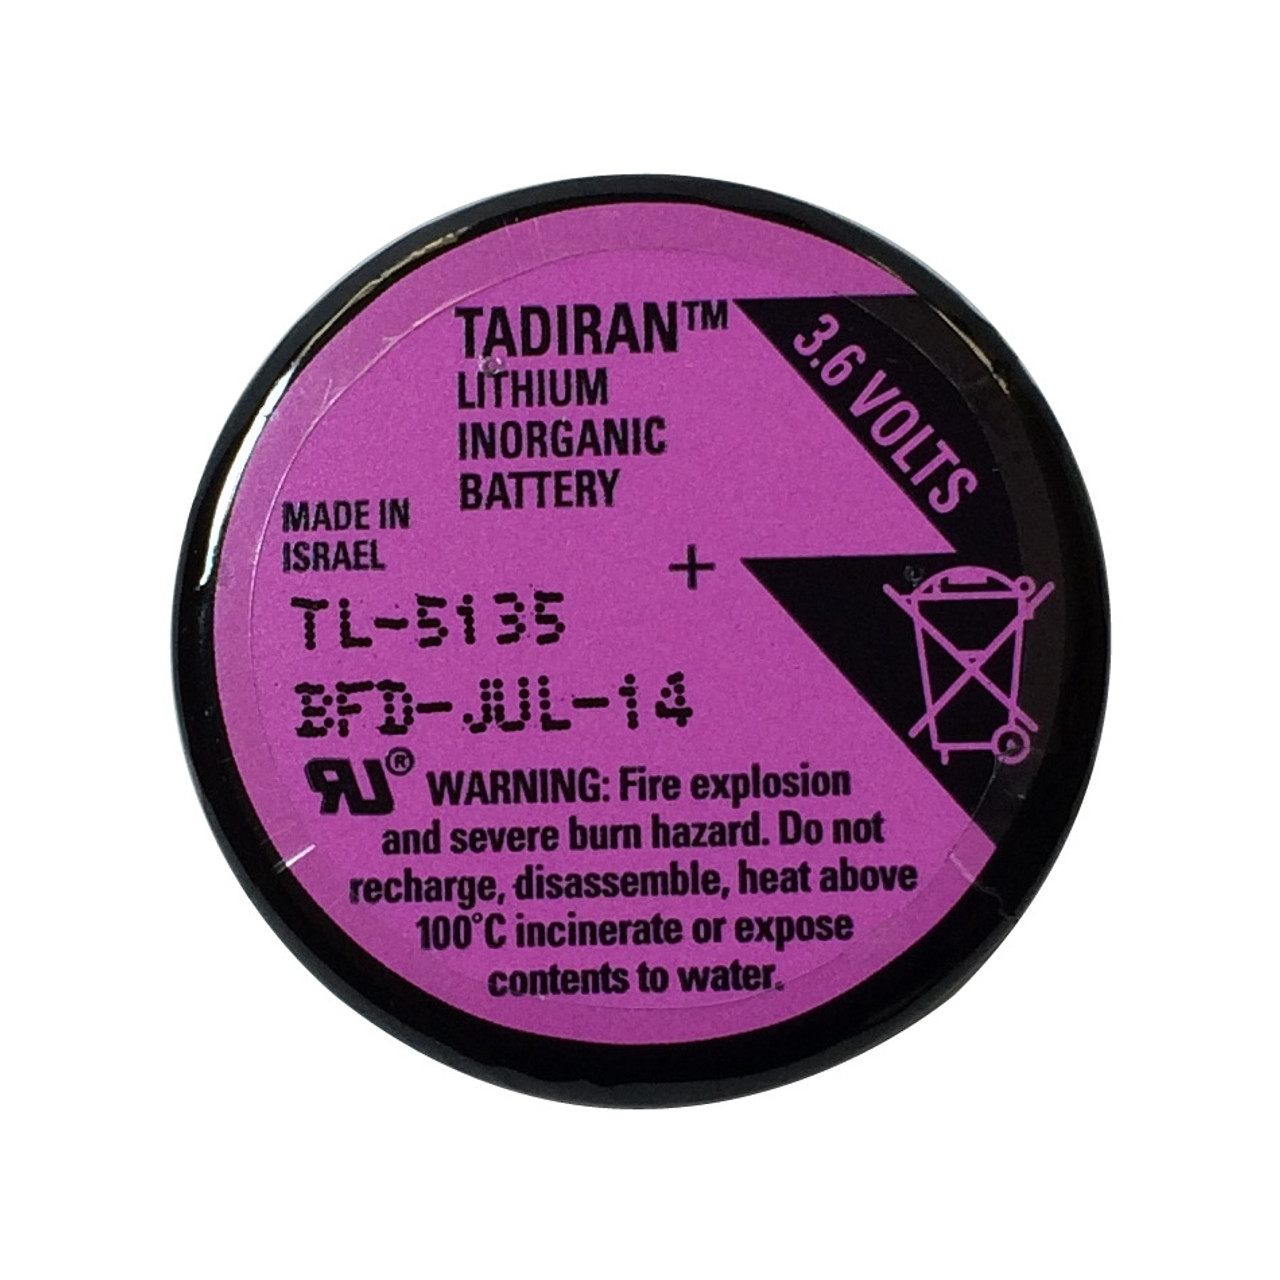 TADIRAN™
3.6 VOLTS
LITHIUM
INORGANIC
BATTERY
MADE IN
ISRAEL
+
TL-5135
BFD-JUL-14
RU® WARNING: Fire explosion
and severe burn hazard. Do not
recharge, disassemble, heat above
100°C incinerate or expose
contents to water.